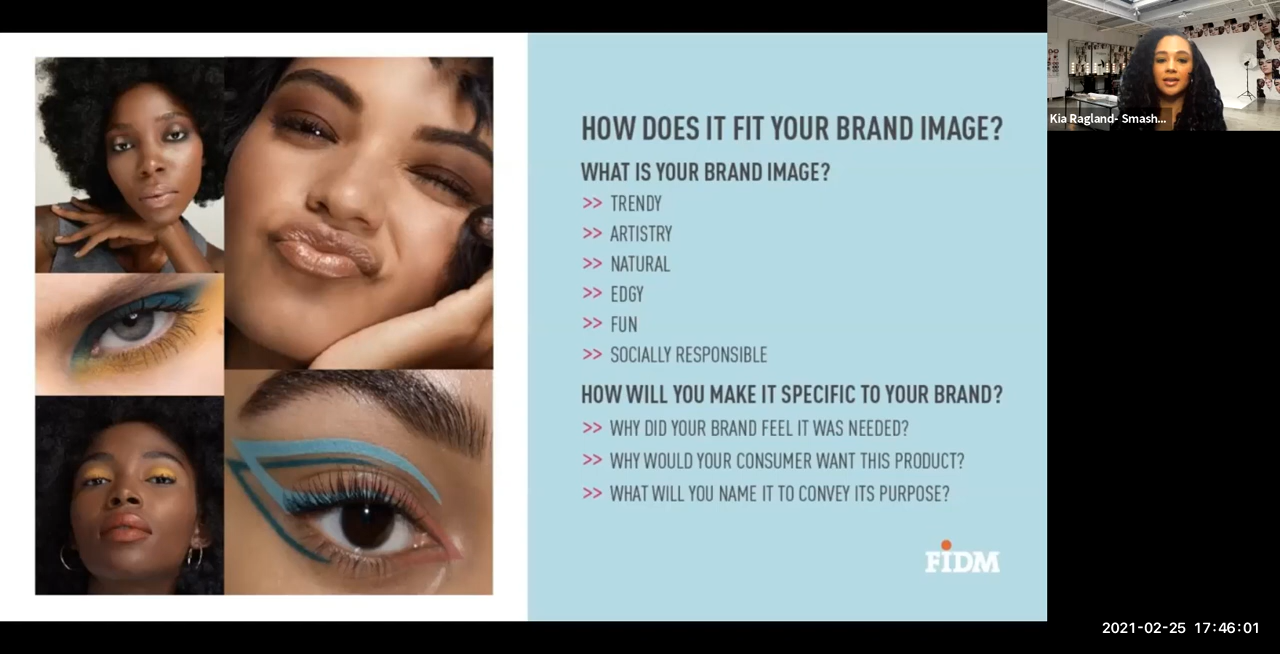 Kia Ragland- Smash...
HOW DOES IT FIT YOUR BRAND IMAGE?
WHAT IS YOUR BRAND IMAGE?
>> TRENDY
>> ARTISTRY
>> NATURAL
>> EDGY
>> FUN
>> SOCIALLY RESPONSIBLE
HOW WILL YOU MAKE IT SPECIFIC TO YOUR BRAND?
>> WHY DID YOUR BRAND FEEL IT WAS NEEDED?
>> WHY WOULD YOUR CONSUMER WANT THIS PRODUCT?
>> WHAT WILL YOU NAME IT TO CONVEY ITS PURPOSE?
FIDM
2021-02-25 17:46:01